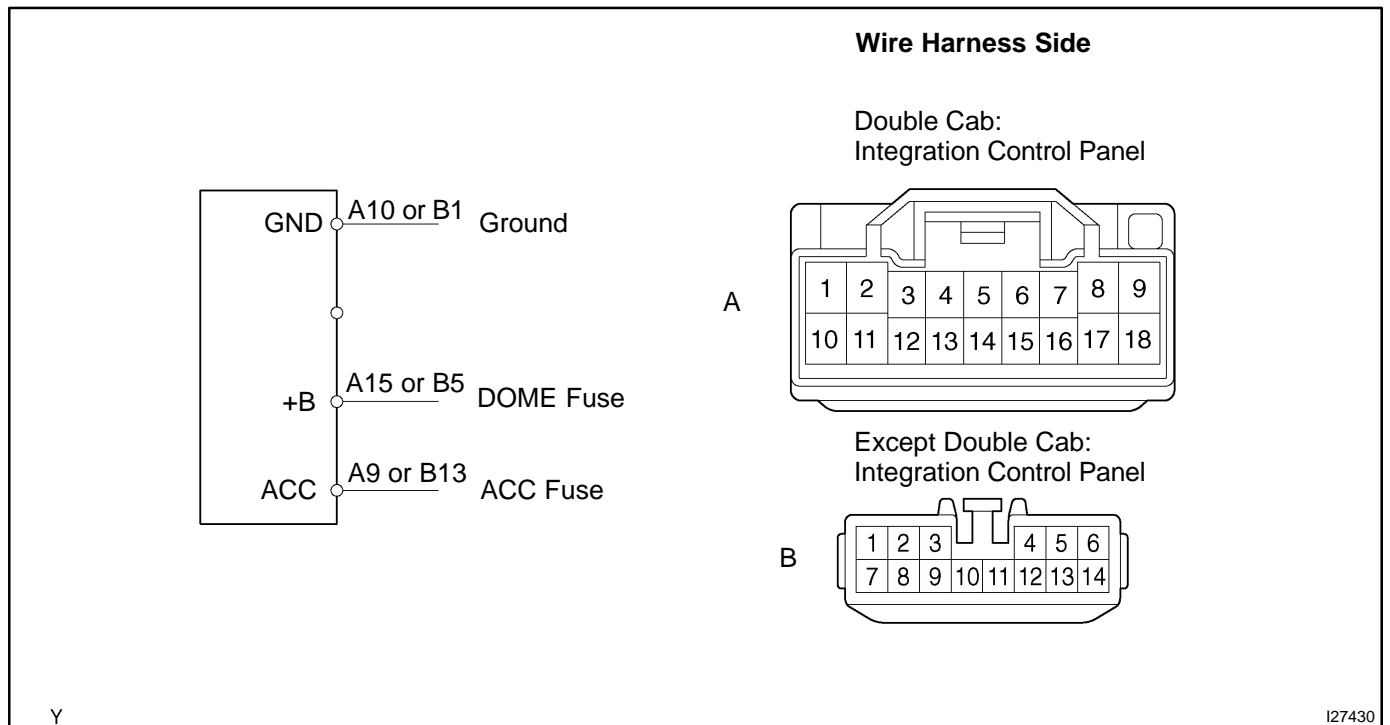 Wire Harness Side
Double Cab:
Integration Control Panel
GND A10 or B1 Ground
+B A15 or B5 DOME Fuse
ACC A9 or B13 ACC Fuse
A
1 2 3 4 5 6 7 8 9
10 11 12 13 14 15 16 17 18
Except Double Cab:
Integration Control Panel
B
1 2 3 4 5 6
7 8 9 10 11 12 13 14
Y
I27430